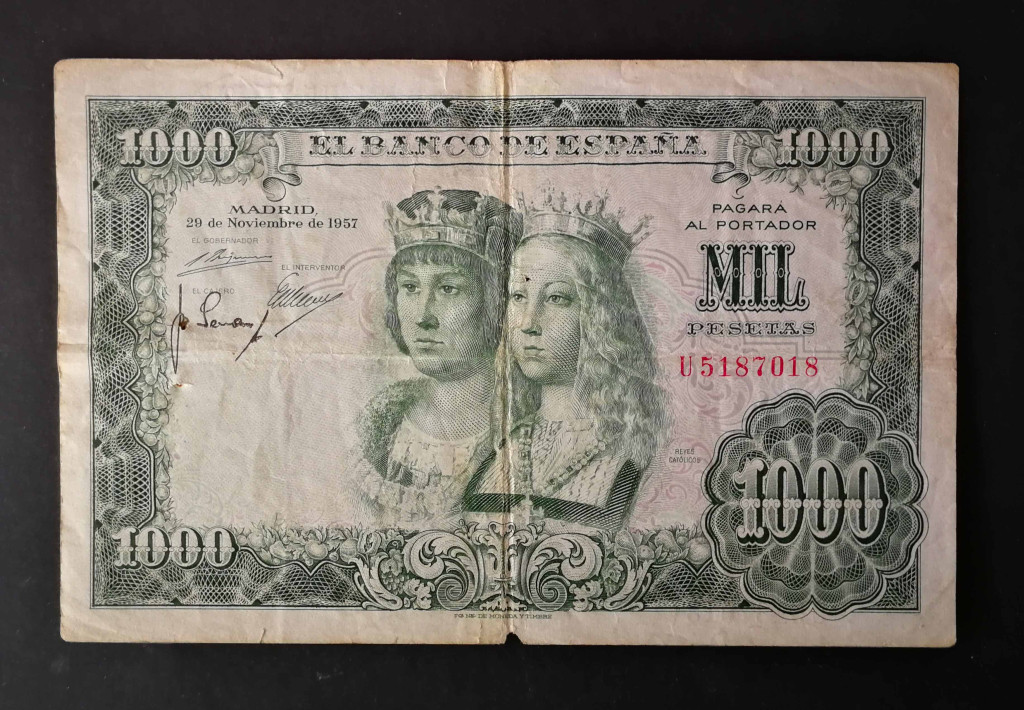 1000 EL BANCO DE ESPAÑA 1000
MADRID,
29 de Noviembre de 1957
EL GOBERNADOR
EL INTERVENTOR
EL CAJERO
PAGARÁ
AL PORTADOR
MIL
PESETAS
U5187018
REYES
CATÓLICOS
1000
1000